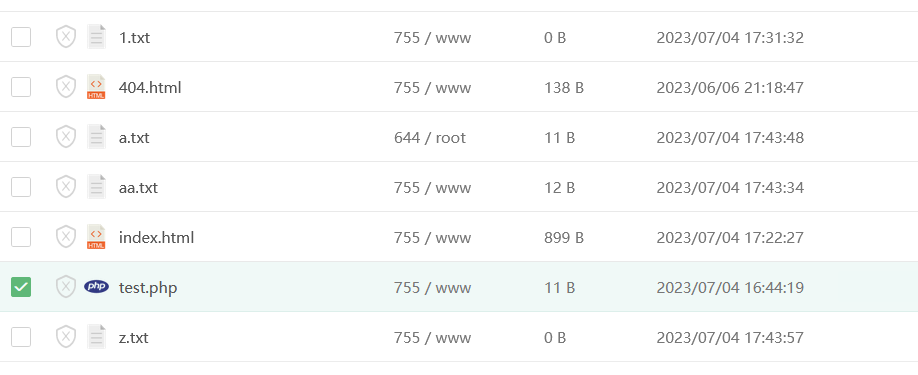 1.txt 755 / www 0 B 2023/07/04 17:31:32
HTML 404.html 755 / www 138 B 2023/06/06 21:18:47
a.txt 644 / root 11 B 2023/07/04 17:43:48
aa.txt 755 / www 12 B 2023/07/04 17:43:34
HTML index.html 755 / www 899 B 2023/07/04 17:22:27
php test.php 755 / www 11 B 2023/07/04 16:44:19
z.txt 755 / www 0 B 2023/07/04 17:43:57